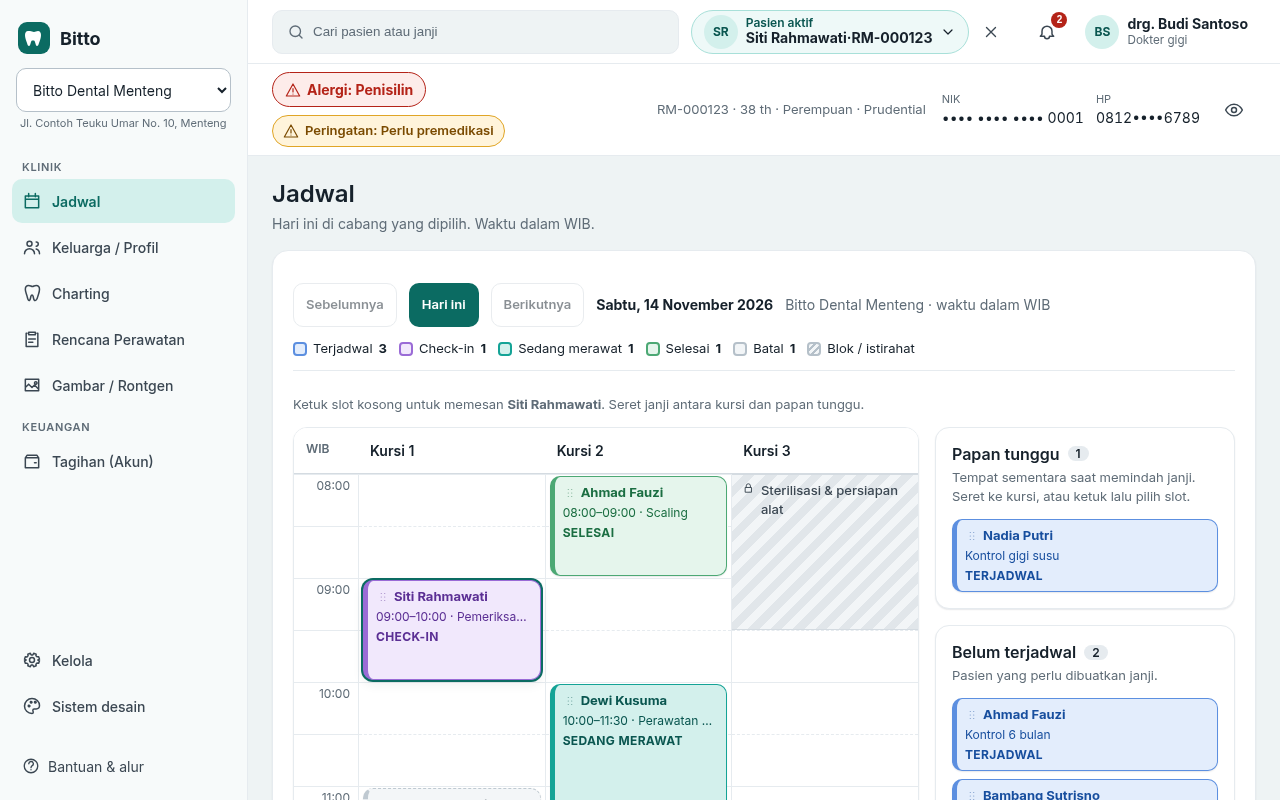 Bitto
Bitto Dental Menteng
Jl. Contoh Teuku Umar No. 10, Menteng
KLINIK
Jadwal
Keluarga / Profil
Charting
Rencana Perawatan
Gambar / Rontgen
KEUANGAN
Tagihan (Akun)
Kelola
Sistem desain
Bantuan & alur
Cari pasien atau janji
SR
Pasien aktif
Siti Rahmawati·RM-000123
2
BS
drg. Budi Santoso
Dokter gigi
Alergi: Penisilin
Peringatan: Perlu premedikasi
RM-000123 · 38 th · Perempuan · Prudential
NIK
•••• •••• •••• 0001
HP
0812••••6789
Jadwal
Hari ini di cabang yang dipilih. Waktu dalam WIB.
Sebelumnya
Hari ini
Berikutnya
Sabtu, 14 November 2026
Bitto Dental Menteng · waktu dalam WIB
Terjadwal 3
Check-in 1
Sedang merawat 1
Selesai 1
Batal 1
Blok / istirahat
Ketuk slot kosong untuk memesan Siti Rahmawati. Seret janji antara kursi dan papan tunggu.
WIB
Kursi 1
Kursi 2
Kursi 3
08:00
Ahmad Fauzi
08:00–09:00 · Scaling
SELESAI
Sterilisasi & persiapan
alat
09:00
Siti Rahmawati
09:00–10:00 · Pemeriksa...
CHECK-IN
10:00
Dewi Kusuma
10:00–11:30 · Perawatan ...
SEDANG MERAWAT
11:00
Papan tunggu 1
Tempat sementara saat memindah janji.
Seret ke kursi, atau ketuk lalu pilih slot.
Nadia Putri
Kontrol gigi susu
TERJADWAL
Belum terjadwal 2
Pasien yang perlu dibuatkan janji.
Ahmad Fauzi
Kontrol 6 bulan
TERJADWAL
Bambang Sutrisno